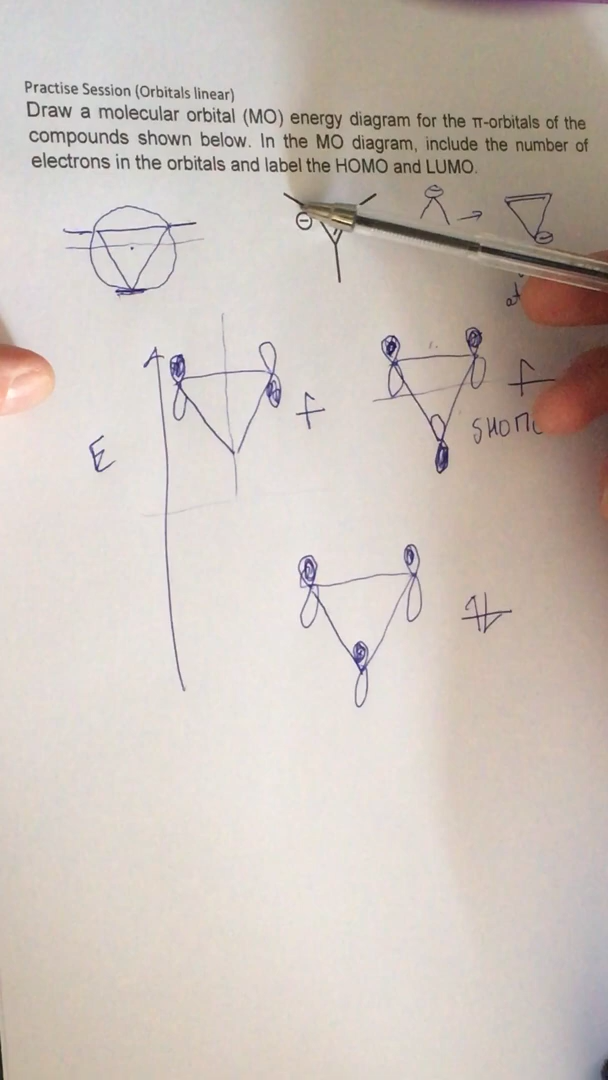 Practise Session (Orbitals linear)
Draw a molecular orbital (MO) energy diagram for the π-orbitals of the
compounds shown below. In the MO diagram, include the number of
electrons in the orbitals and label the HOMO and LUMO.
at
E